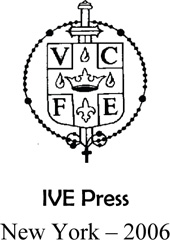 V C
F E
IVE Press
New York – 2006